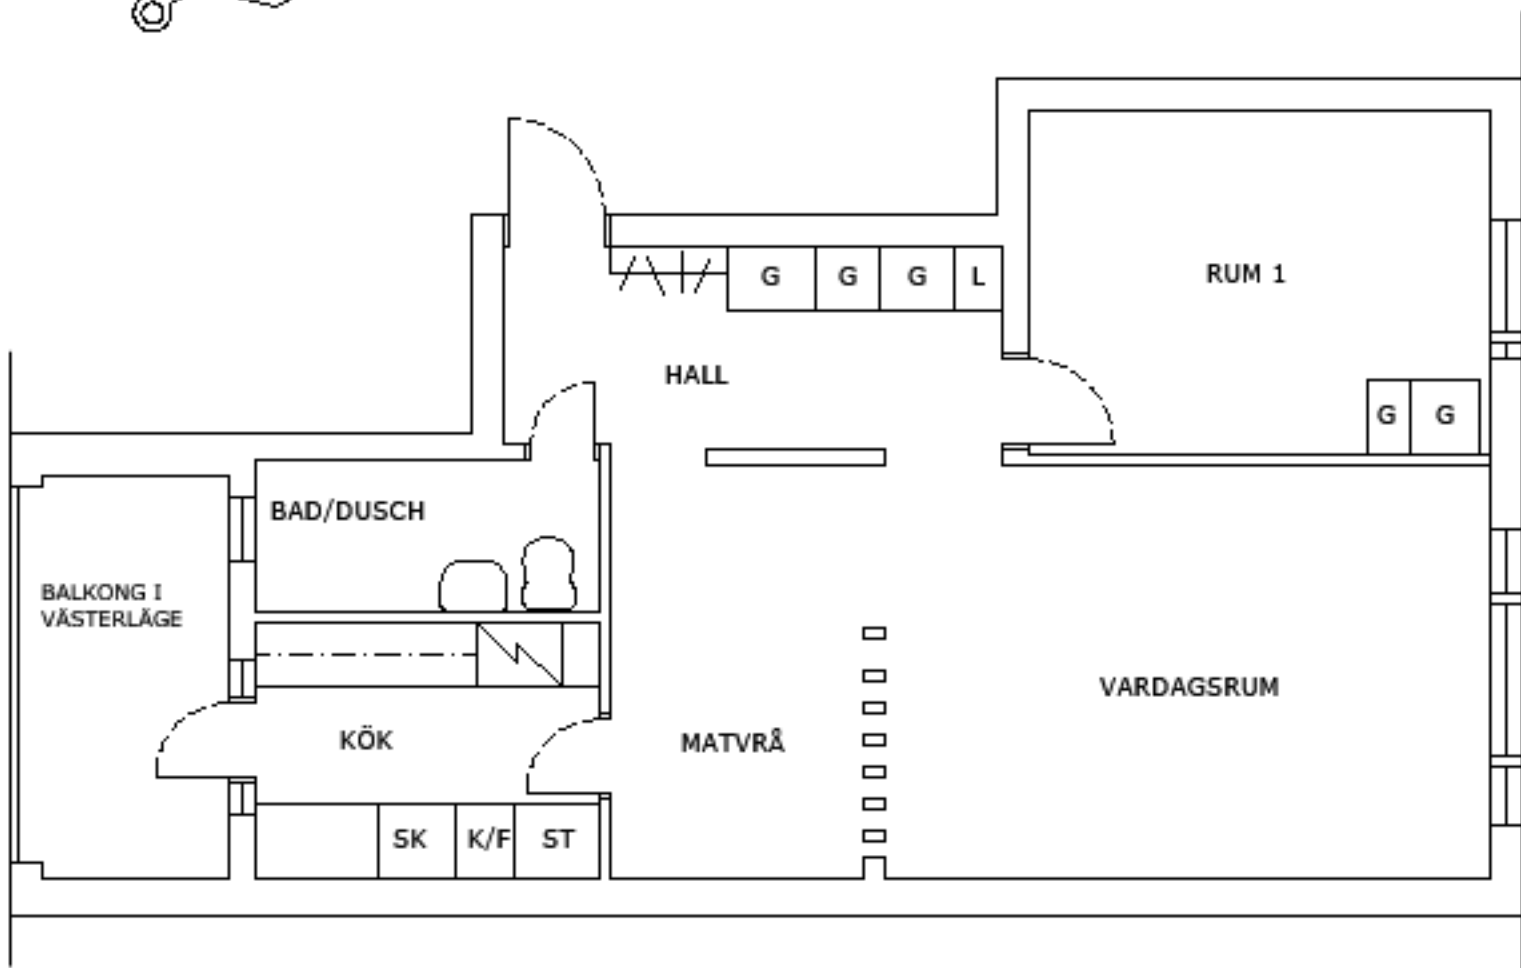 G G G L
RUM 1
HALL
G G
BAD/DUSCH
BALKONG I
VÄSTERLÄGE
VARDAGSRUM
KÖK
MATVRÅ
SK K/F ST